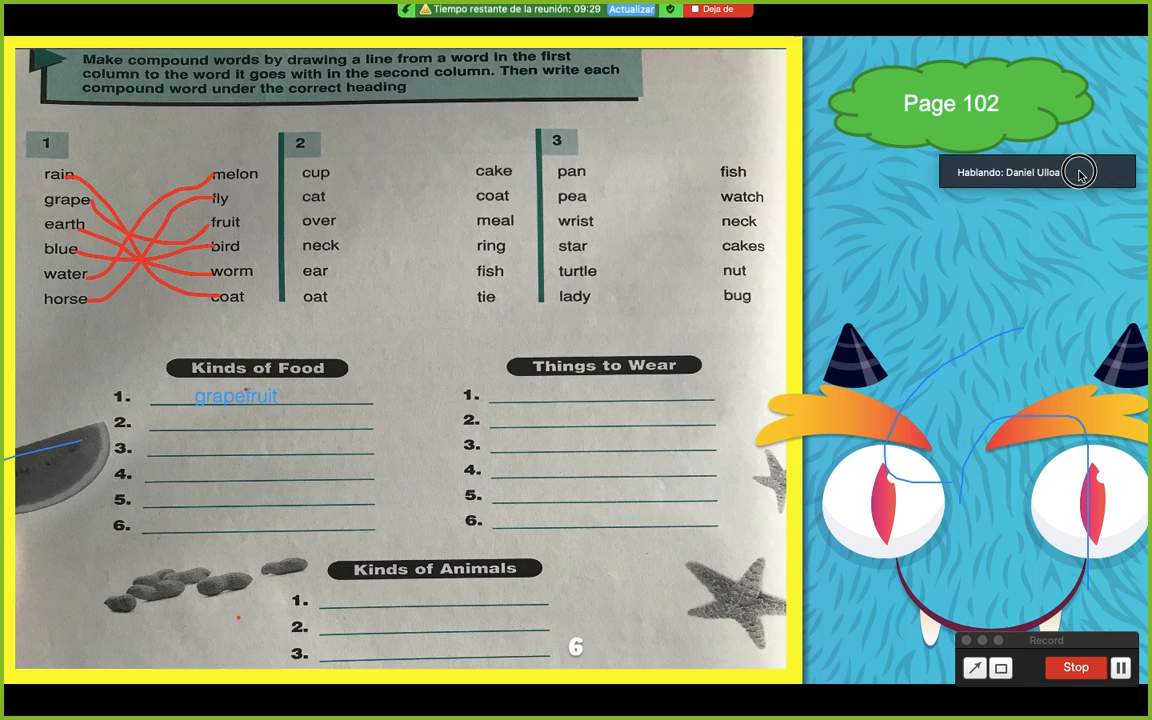 Tiempo restante de la reunión: 09:29 Actualizar Deja de
Make compound words by drawing a line from a word in the first
column to the word it goes with in the second column. Then write each
compound word under the correct heading
Page 102
Hablando: Daniel Ulloa
1
rain melon
grape fly
earth fruit
blue bird
water worm
horse coat
2
cup cake
cat coat
over meal
neck ring
ear fish
oat tie
3
pan fish
pea watch
wrist neck
star cakes
turtle nut
lady bug
Kinds of Food
1. grapefruit
2.
3.
4.
5.
6.
Things to Wear
1.
2.
3.
4.
5.
6.
Kinds of Animals
1.
2.
3.
6
Record
Stop